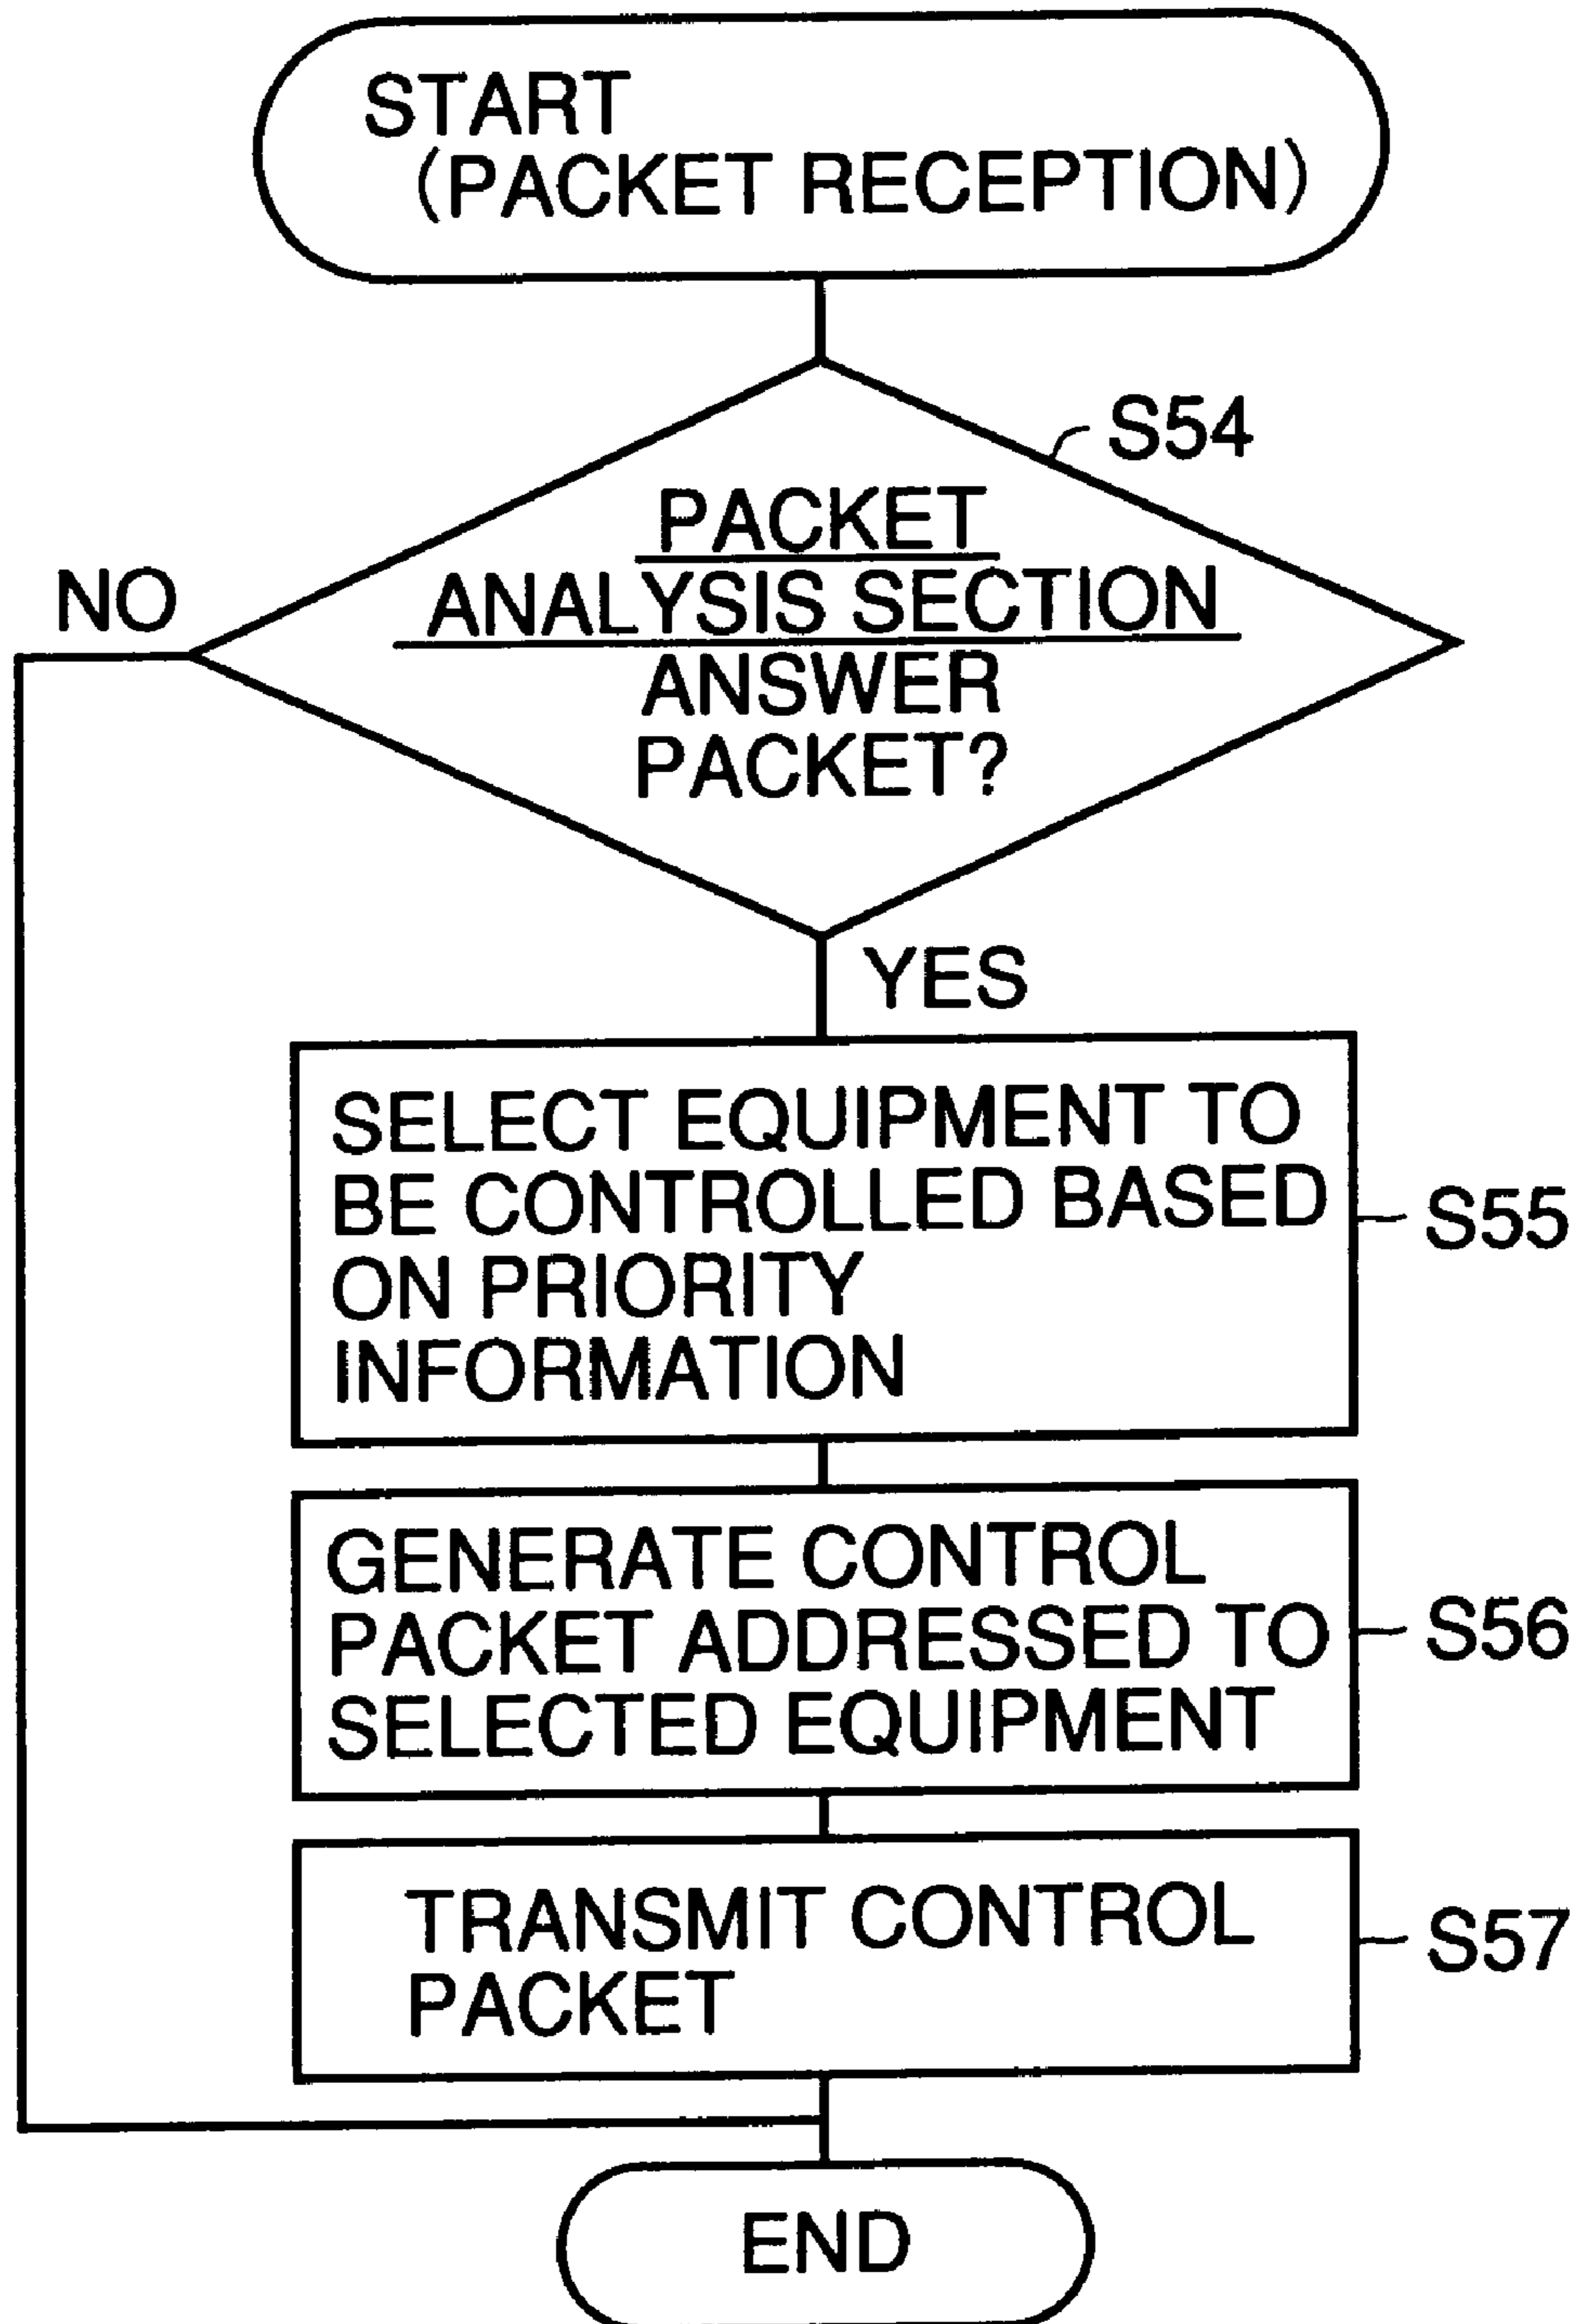 START
(PACKET RECEPTION)
S54
PACKET
ANALYSIS SECTION
ANSWER
PACKET?
NO
YES
SELECT EQUIPMENT TO
BE CONTROLLED BASED
ON PRIORITY
INFORMATION
S55
GENERATE CONTROL
PACKET ADDRESSED TO
SELECTED EQUIPMENT
S56
TRANSMIT CONTROL
PACKET
S57
END